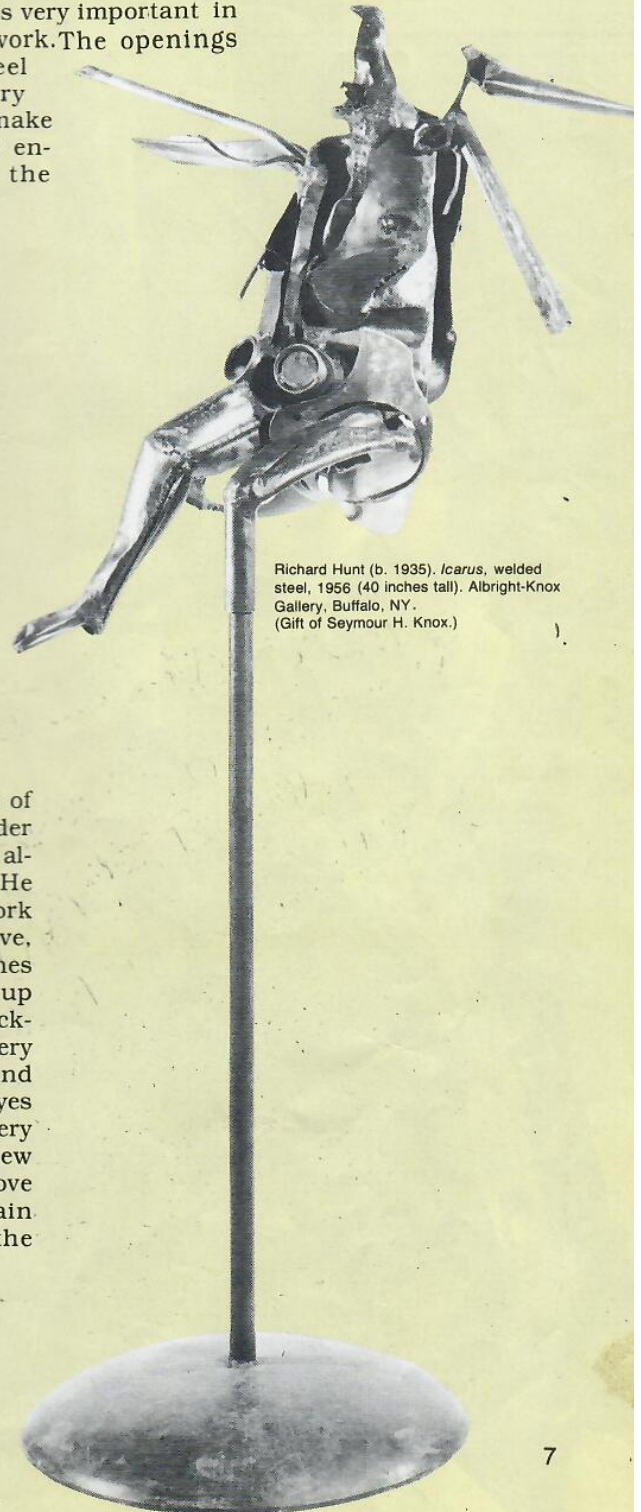 s very important in
work. The openings
eel
ry
nake
en-
the
Richard Hunt (b. 1935). Icarus, welded
steel, 1956 (40 inches tall). Albright-Knox
Gallery, Buffalo, NY.
(Gift of Seymour H. Knox.)
of
der
al-
He
ork
ve,
nes
up
ck-
ery
nd
yes
ery
ew
ove
ain
the
7